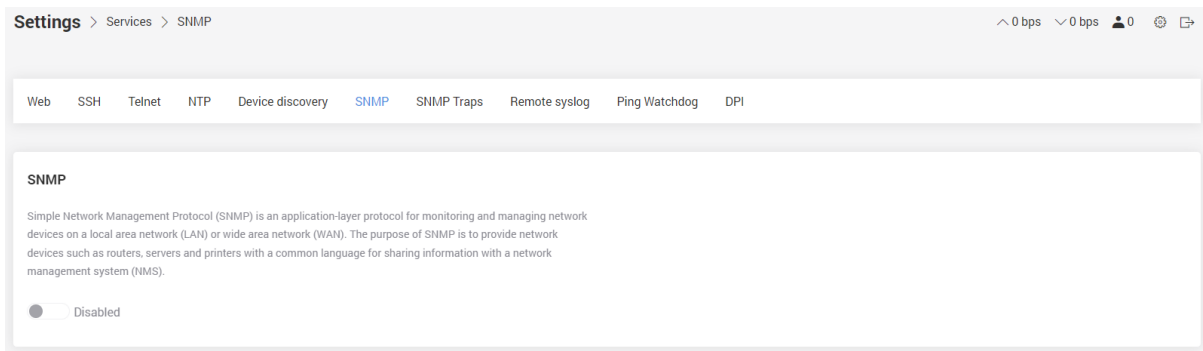 Settings > Services > SNMP
0 bps 0 bps 0
Web SSH Telnet NTP Device discovery SNMP SNMP Traps Remote syslog Ping Watchdog DPI
SNMP
Simple Network Management Protocol (SNMP) is an application-layer protocol for monitoring and managing network
devices on a local area network (LAN) or wide area network (WAN). The purpose of SNMP is to provide network
devices such as routers, servers and printers with a common language for sharing information with a network
management system (NMS).
Disabled